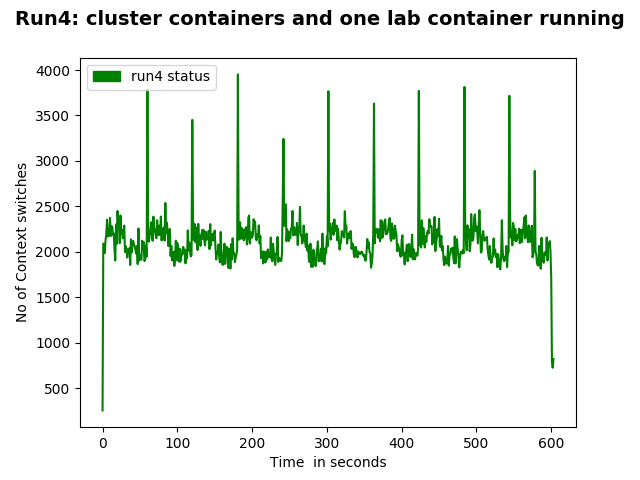 Run4: cluster containers and one lab container running
run4 status
No of Context switches
4000
3500
3000
2500
2000
1500
1000
500
0 100 200 300 400 500 600
Time  in seconds